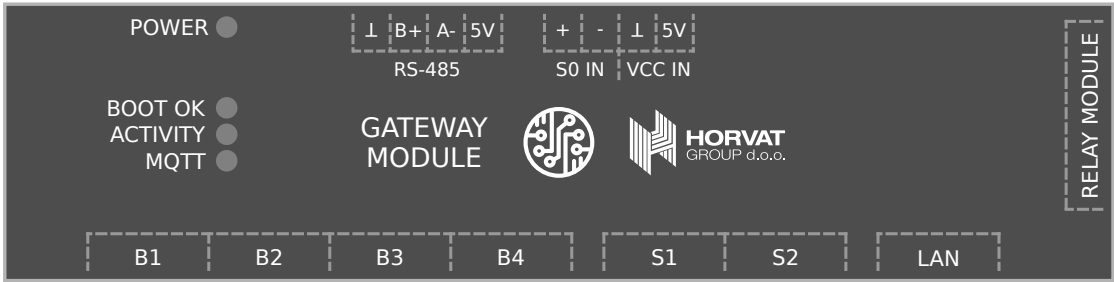 POWER
⊥ B+ A- 5V + - ⊥ 5V
RS-485 S0 IN VCC IN
RELAY MODULE
BOOT OK
ACTIVITY
MQTT
GATEWAY
MODULE
HORVAT
GROUP d.o.o.
B1 B2 B3 B4 S1 S2 LAN